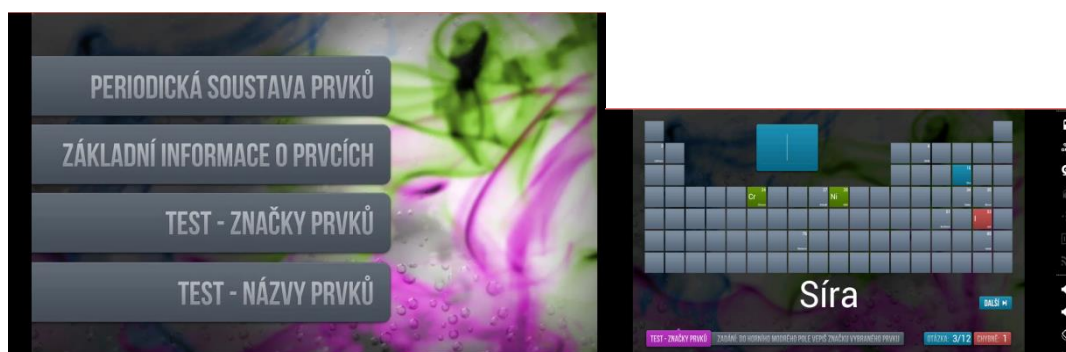 PERIODICKÁ SOUSTAVA PRVKŮ
ZÁKLADNÍ INFORMACE O PRVCÍCH
TEST - ZNAČKY PRVKŮ
TEST - NÁZVY PRVKŮ
Cr
Ni
I
Síra
DALŠÍ
TEST - ZNAČKY PRVKŮ
ZADÁNÍ: DO HORNÍHO MODRÉHO POLE VEPIŠ ZNAČKU VYBRANÉHO PRVKU
OTÁZKA: 3/12
CHYBNĚ: 1